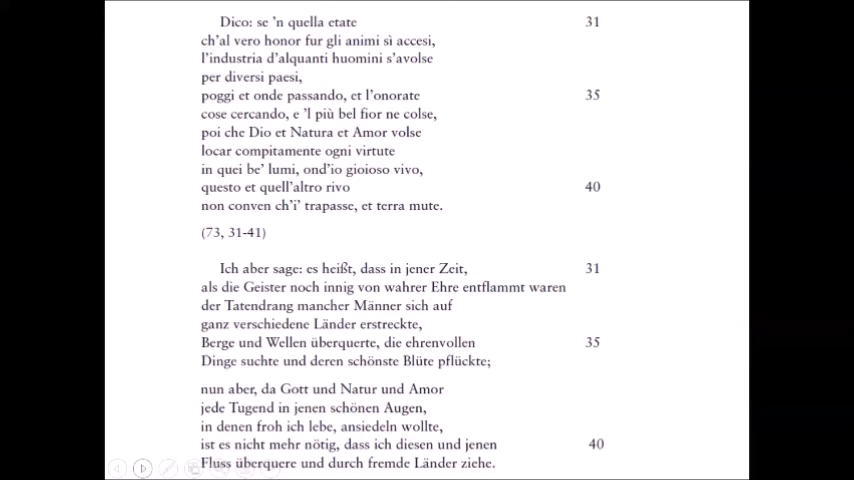 Dico: se 'n quella etate 31
ch'al vero honor fur gli animi sì accesi,
l'industria d'alquanti huomini s'avolse
per diversi paesi,
poggi et onde passando, et l'onorate 35
cose cercando, e 'l più bel fior ne colse,
poi che Dio et Natura et Amor volse
locar compitamente ogni virtute
in quei be' lumi, ond'io gioioso vivo,
questo et quell'altro rivo 40
non conven ch'i' trapasse, et terra mute.
(73, 31-41)
Ich aber sage: es heißt, dass in jener Zeit, 31
als die Geister noch innig von wahrer Ehre entflammt waren
der Tatendrang mancher Männer sich auf
ganz verschiedene Länder erstreckte,
Berge und Wellen überquerte, die ehrenvollen 35
Dinge suchte und deren schönste Blüte pflückte;
nun aber, da Gott und Natur und Amor
jede Tugend in jenen schönen Augen,
in denen froh ich lebe, ansiedeln wollte,
ist es nicht mehr nötig, dass ich diesen und jenen 40
Fluss überquere und durch fremde Länder ziehe.